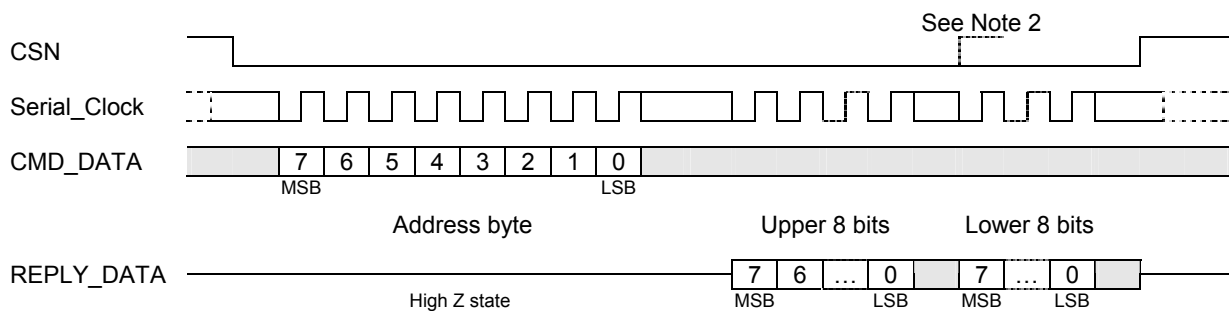 See Note 2
CSN
Serial_Clock
CMD_DATA 7 6 5 4 3 2 1 0
MSB LSB
Address byte Upper 8 bits Lower 8 bits
REPLY_DATA 7 6 … 0 7 … 0
High Z state MSB LSB MSB LSB